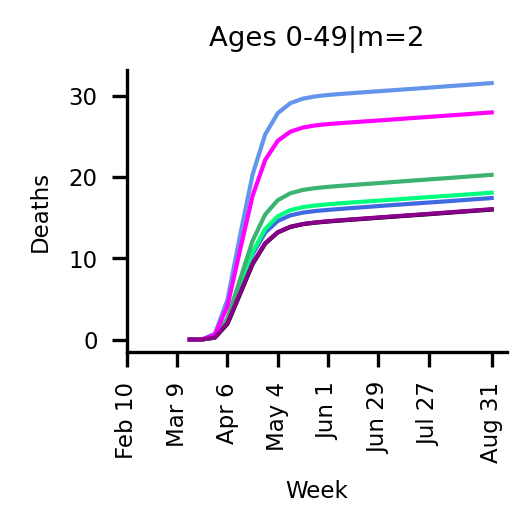 Ages 0-49|m=2
Deaths
30
20
10
0
Feb 10
Mar 9
Apr 6
May 4
Jun 1
Jun 29
Jul 27
Aug 31
Week